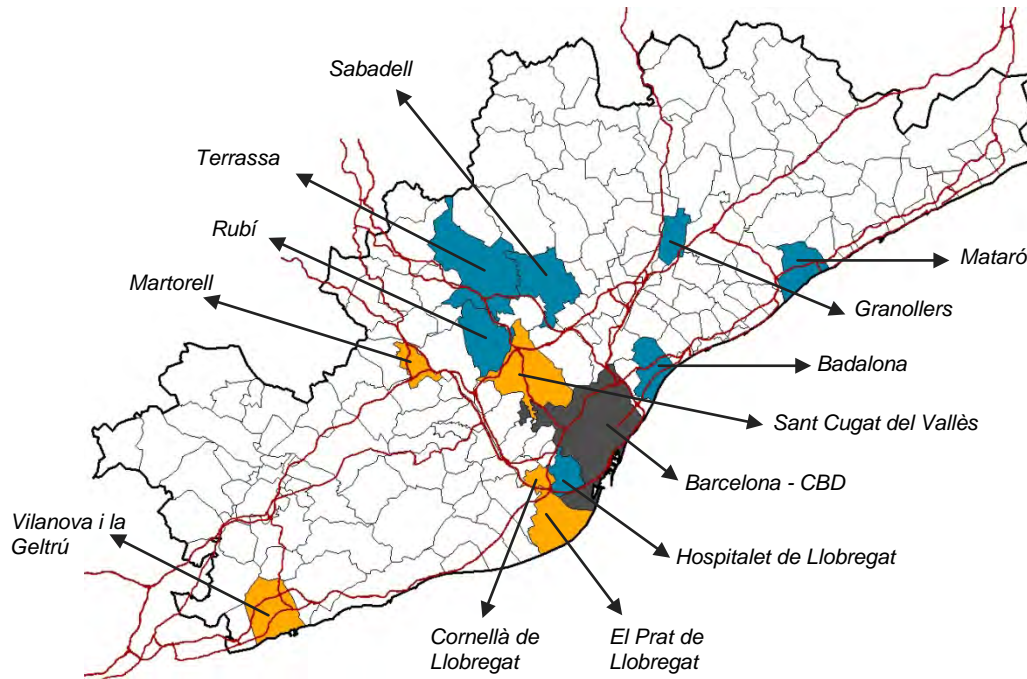 Sabadell
Terrassa
Rubí
Martorell
Mataró
Granollers
Badalona
Sant Cugat del Vallès
Barcelona - CBD
Vilanova i la
Geltrú
Hospitalet de Llobregat
Cornellà de
Llobregat
El Prat de
Llobregat